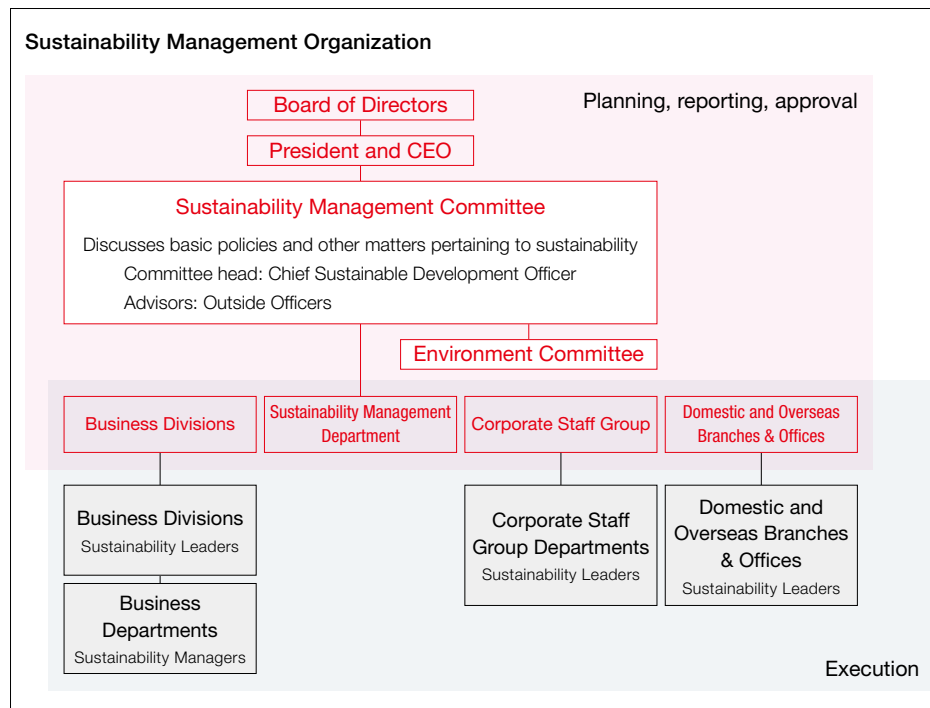 Sustainability Management Organization
Planning, reporting, approval
Board of Directors
President and CEO
Sustainability Management Committee
Discusses basic policies and other matters pertaining to sustainability
Committee head: Chief Sustainable Development Officer
Advisors: Outside Officers
Environment Committee
Business Divisions
Sustainability Management
Department
Corporate Staff Group
Domestic and Overseas
Branches & Offices
Business Divisions
Sustainability Leaders
Business
Departments
Sustainability Managers
Corporate Staff
Group Departments
Sustainability Leaders
Domestic and
Overseas Branches
& Offices
Sustainability Leaders
Execution